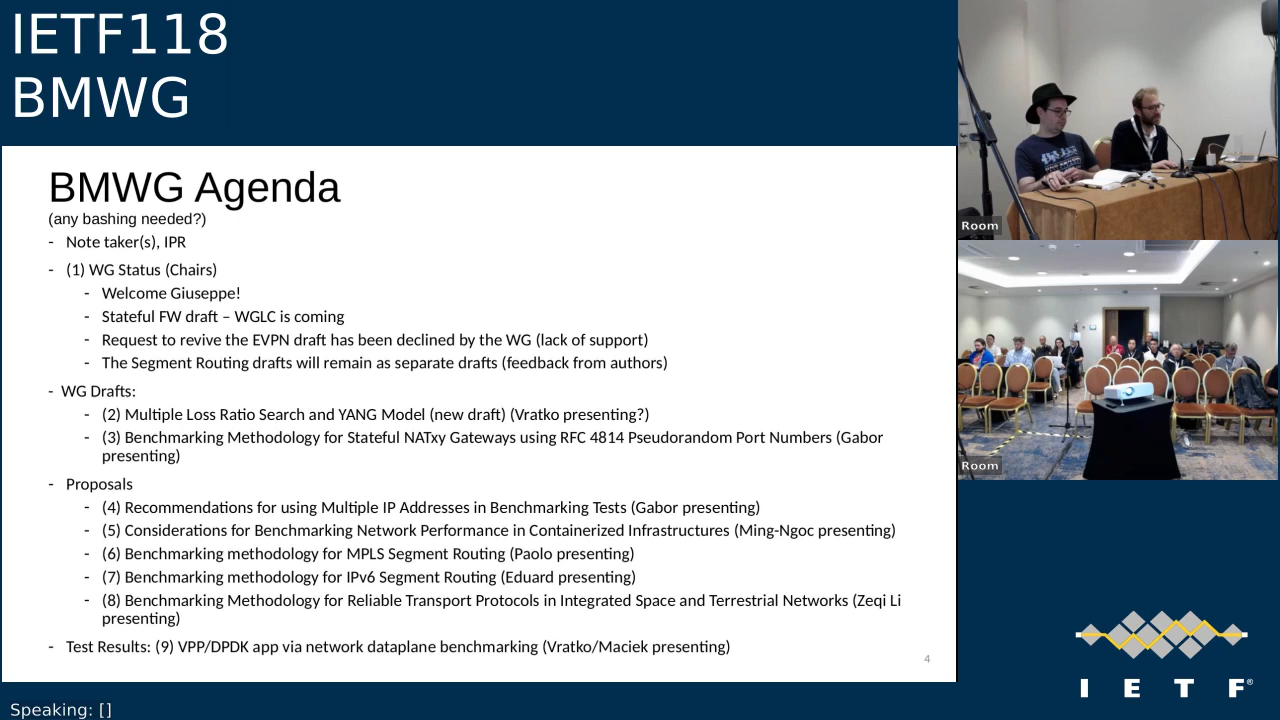 IETF118
BMWG
BMWG Agenda
(any bashing needed?)
- Note taker(s), IPR
- (1) WG Status (Chairs)
- Welcome Giuseppe!
- Stateful FW draft – WGLC is coming
- Request to revive the EVPN draft has been declined by the WG (lack of support)
- The Segment Routing drafts will remain as separate drafts (feedback from authors)
- WG Drafts:
- (2) Multiple Loss Ratio Search and YANG Model (new draft) (Vratko presenting?)
- (3) Benchmarking Methodology for Stateful NATxy Gateways using RFC 4814 Pseudorandom Port Numbers (Gabor
presenting)
- Proposals
- (4) Recommendations for using Multiple IP Addresses in Benchmarking Tests (Gabor presenting)
- (5) Considerations for Benchmarking Network Performance in Containerized Infrastructures (Ming-Ngoc presenting)
- (6) Benchmarking methodology for MPLS Segment Routing (Paolo presenting)
- (7) Benchmarking methodology for IPv6 Segment Routing (Eduard presenting)
- (8) Benchmarking Methodology for Reliable Transport Protocols in Integrated Space and Terrestrial Networks (Zeqi Li
presenting)
- Test Results: (9) VPP/DPDK app via network dataplane benchmarking (Vratko/Maciek presenting)
4
Room
Room
I E T F®
Speaking: []